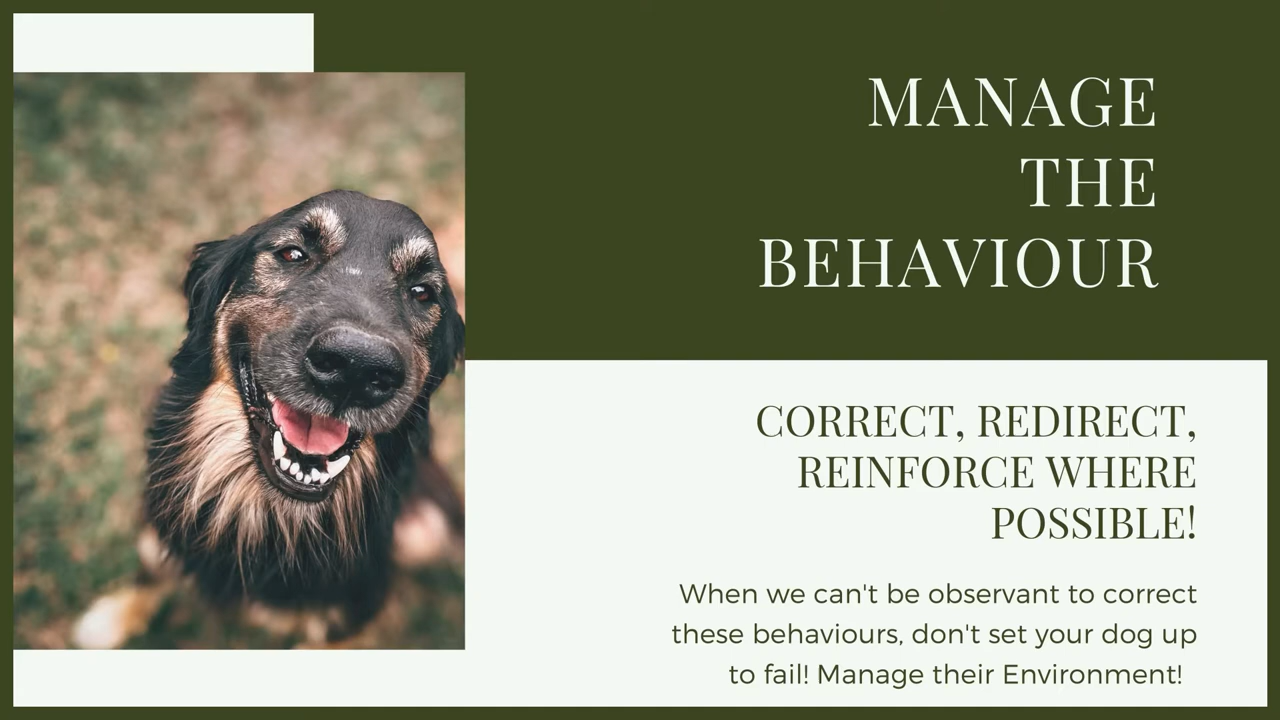 MANAGE
THE
BEHAVIOUR
CORRECT, REDIRECT,
REINFORCE WHERE
POSSIBLE!
When we can't be observant to correct
these behaviours, don't set your dog up
to fail! Manage their Environment!